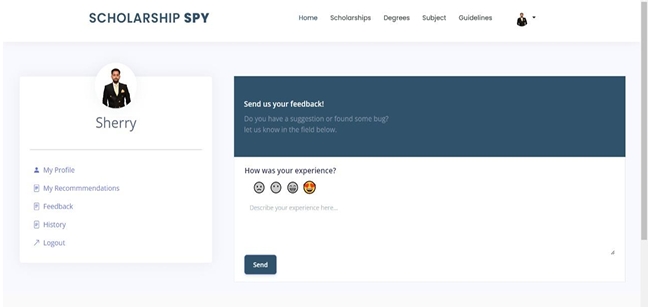 SCHOLARSHIP SPY
Home Scholarships Degrees Subject Guidelines
Sherry
My Profile
My Recommmendations
Feedback
History
Logout
Send us your feedback!
Do you have a suggestion or found some bug?
let us know in the field below.
How was your experience?
Describe your experience here...
Send